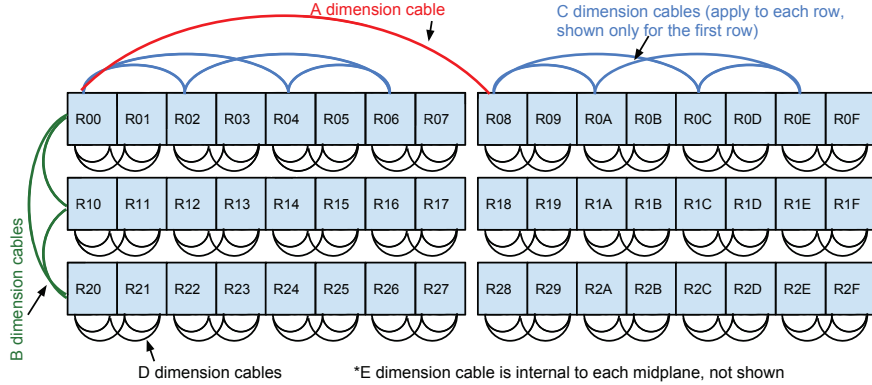 A dimension
cable
C dimension cables (apply to each row,
shown only for the first row)
R00 R01 R02 R03 R04 R05 R06 R07 R08 R09 R0A R0B R0C R0D R0E R0F
R10 R11 R12 R13 R14 R15 R16 R17 R18 R19 R1A R1B R1C R1D R1E R1F
R20 R21 R22 R23 R24 R25 R26 R27 R28 R29 R2A R2B R2C R2D R2E R2F
B dimension cables
D dimension cables
*E dimension cable is internal to each midplane, not shown